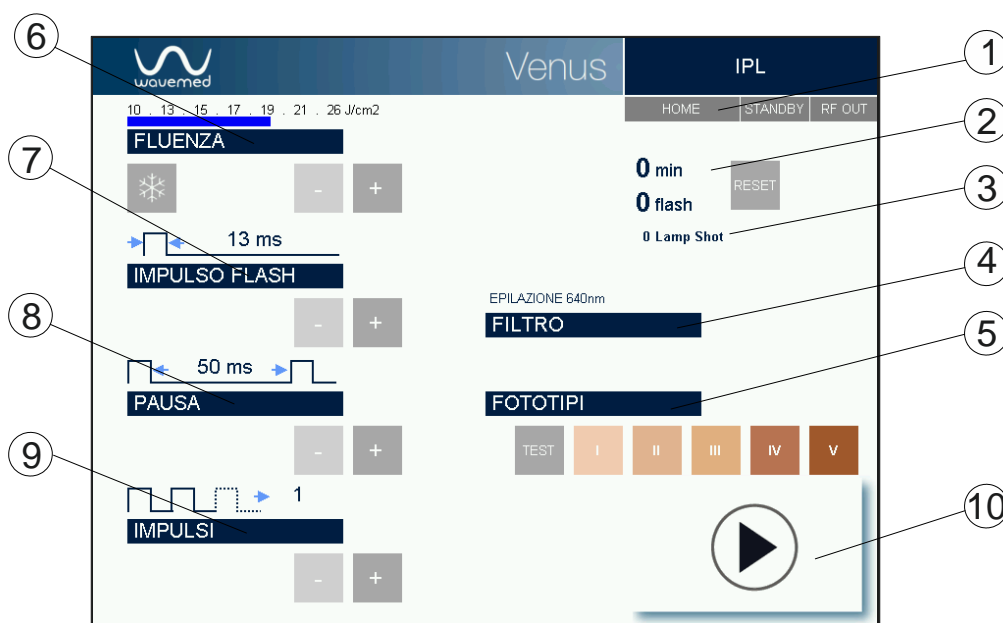 6
wavemed
Venus
IPL
1
10 . 13 . 15 . 17 . 19 . 21 . 26 J/cm2
HOME
STANDBY
RF OUT
FLUENZA
2
7
- +
0 min
0 flash
RESET
3
0 Lamp Shot
13 ms
IMPULSO FLASH
4
- +
EPILAZIONE 640nm
FILTRO
8
5
50 ms
PAUSA
FOTOTIPI
9
- +
TEST I II III IV V
1
IMPULSI
10
- +